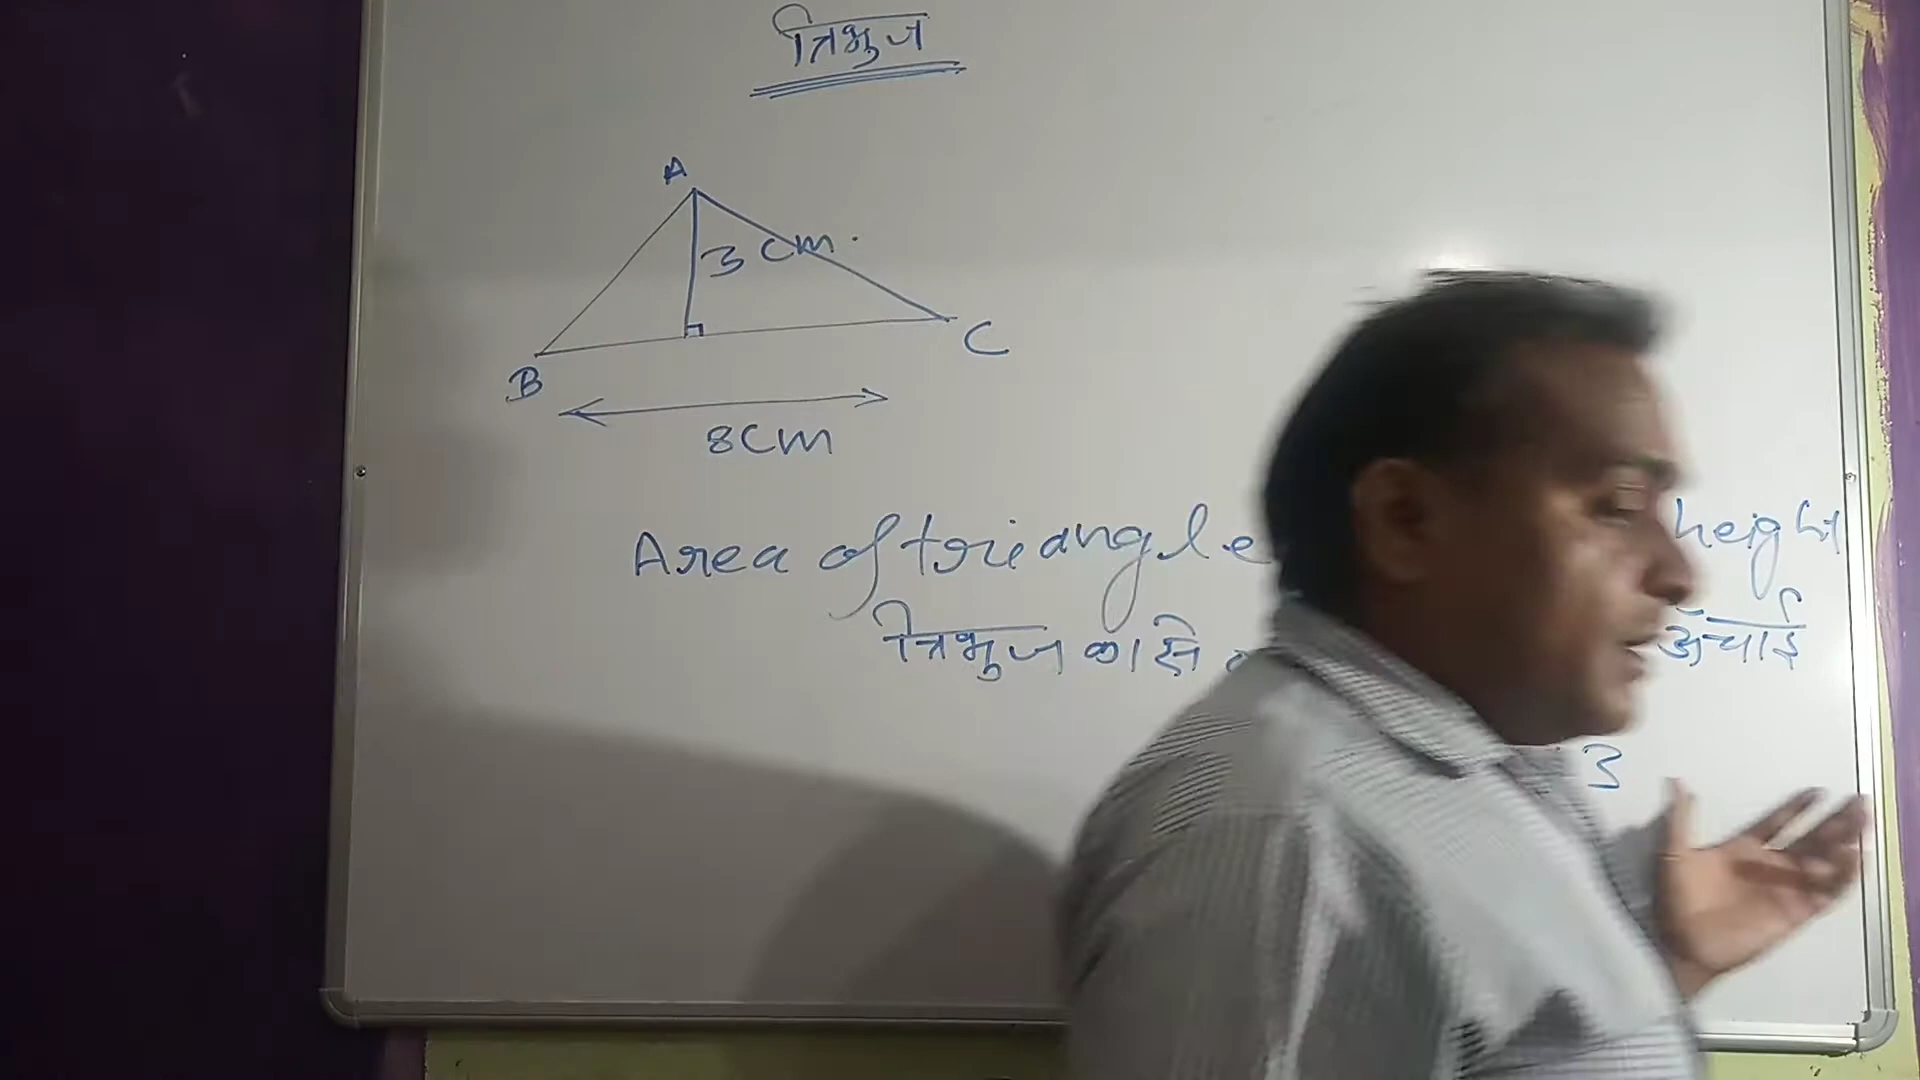 त्रिभुज
A
3 cm.
B
C
8cm
Area of triangle height
त्रिभुज का क्षे ऊँचाई
3